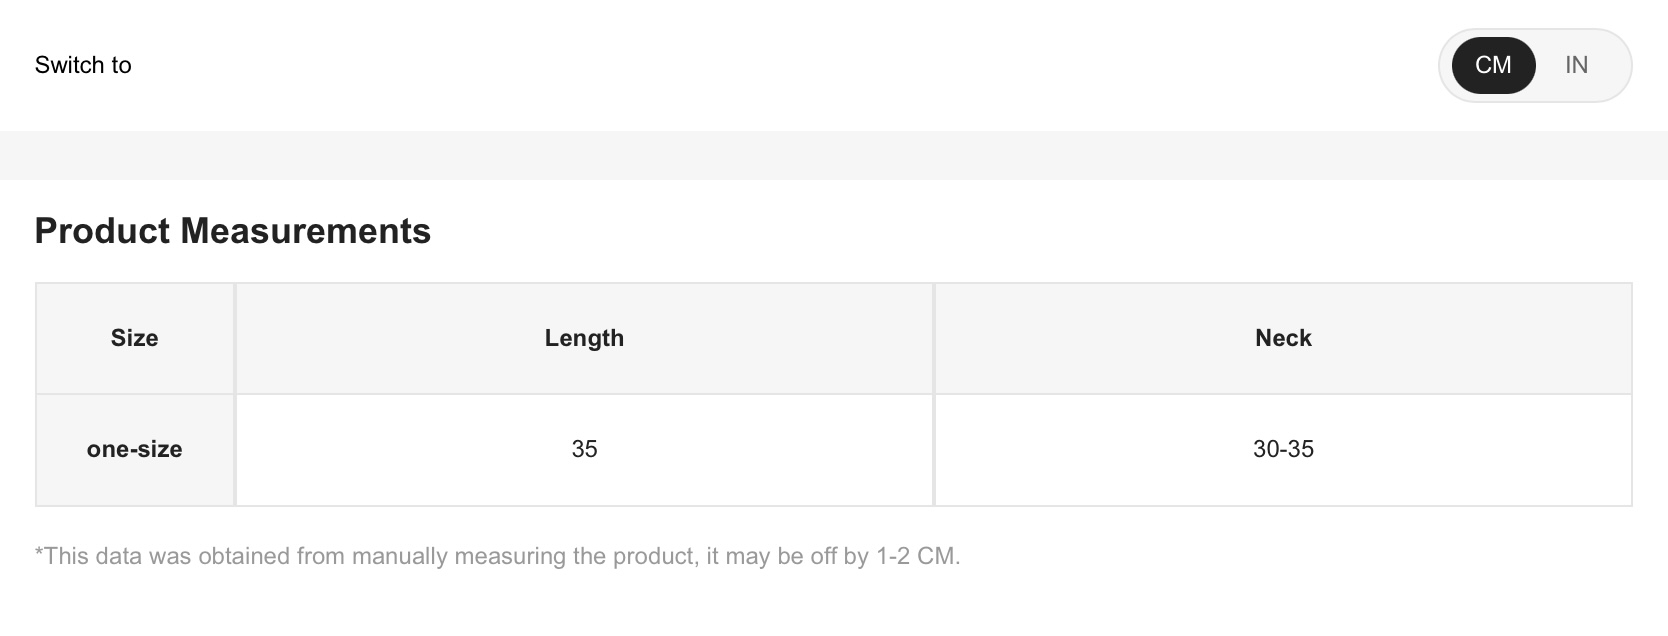 Switch to
CM IN
Product Measurements
Size Length Neck
one-size 35 30-35
*This data was obtained from manually measuring the product, it may be off by 1-2 CM.